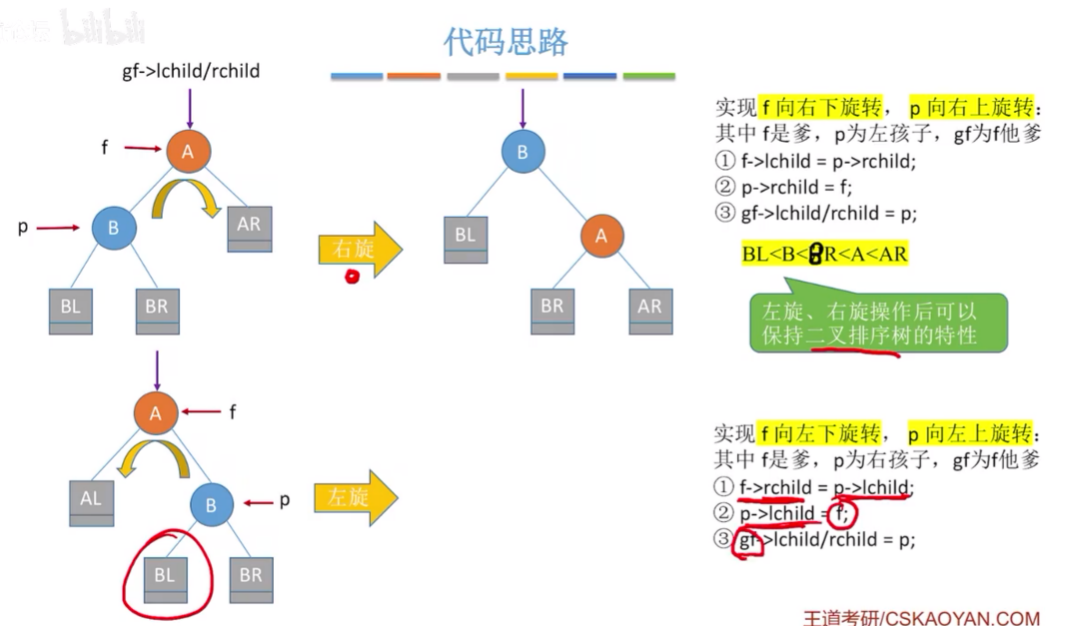 bilibili
代码思路
gf->lchild/rchild
f
A
p
B
AR
BL
BR
右旋
B
BL
A
BR
AR
实现 f 向右下旋转， p 向右上旋转：
其中 f是爹，p为左孩子，gf为f他爹
① f->lchild = p->rchild;
② p->rchild = f;
③ gf->lchild/rchild = p;
BL<B<BR<A<AR
左旋、右旋操作后可以
保持二叉排序树的特性
A
f
AL
B
p
BL
BR
左旋
实现 f 向左下旋转， p 向左上旋转：
其中 f是爹，p为右孩子，gf为f他爹
① f->rchild = p->lchild;
② p->lchild = f;
③ gf->lchild/rchild = p;
王道考研/CSKAOYAN.COM